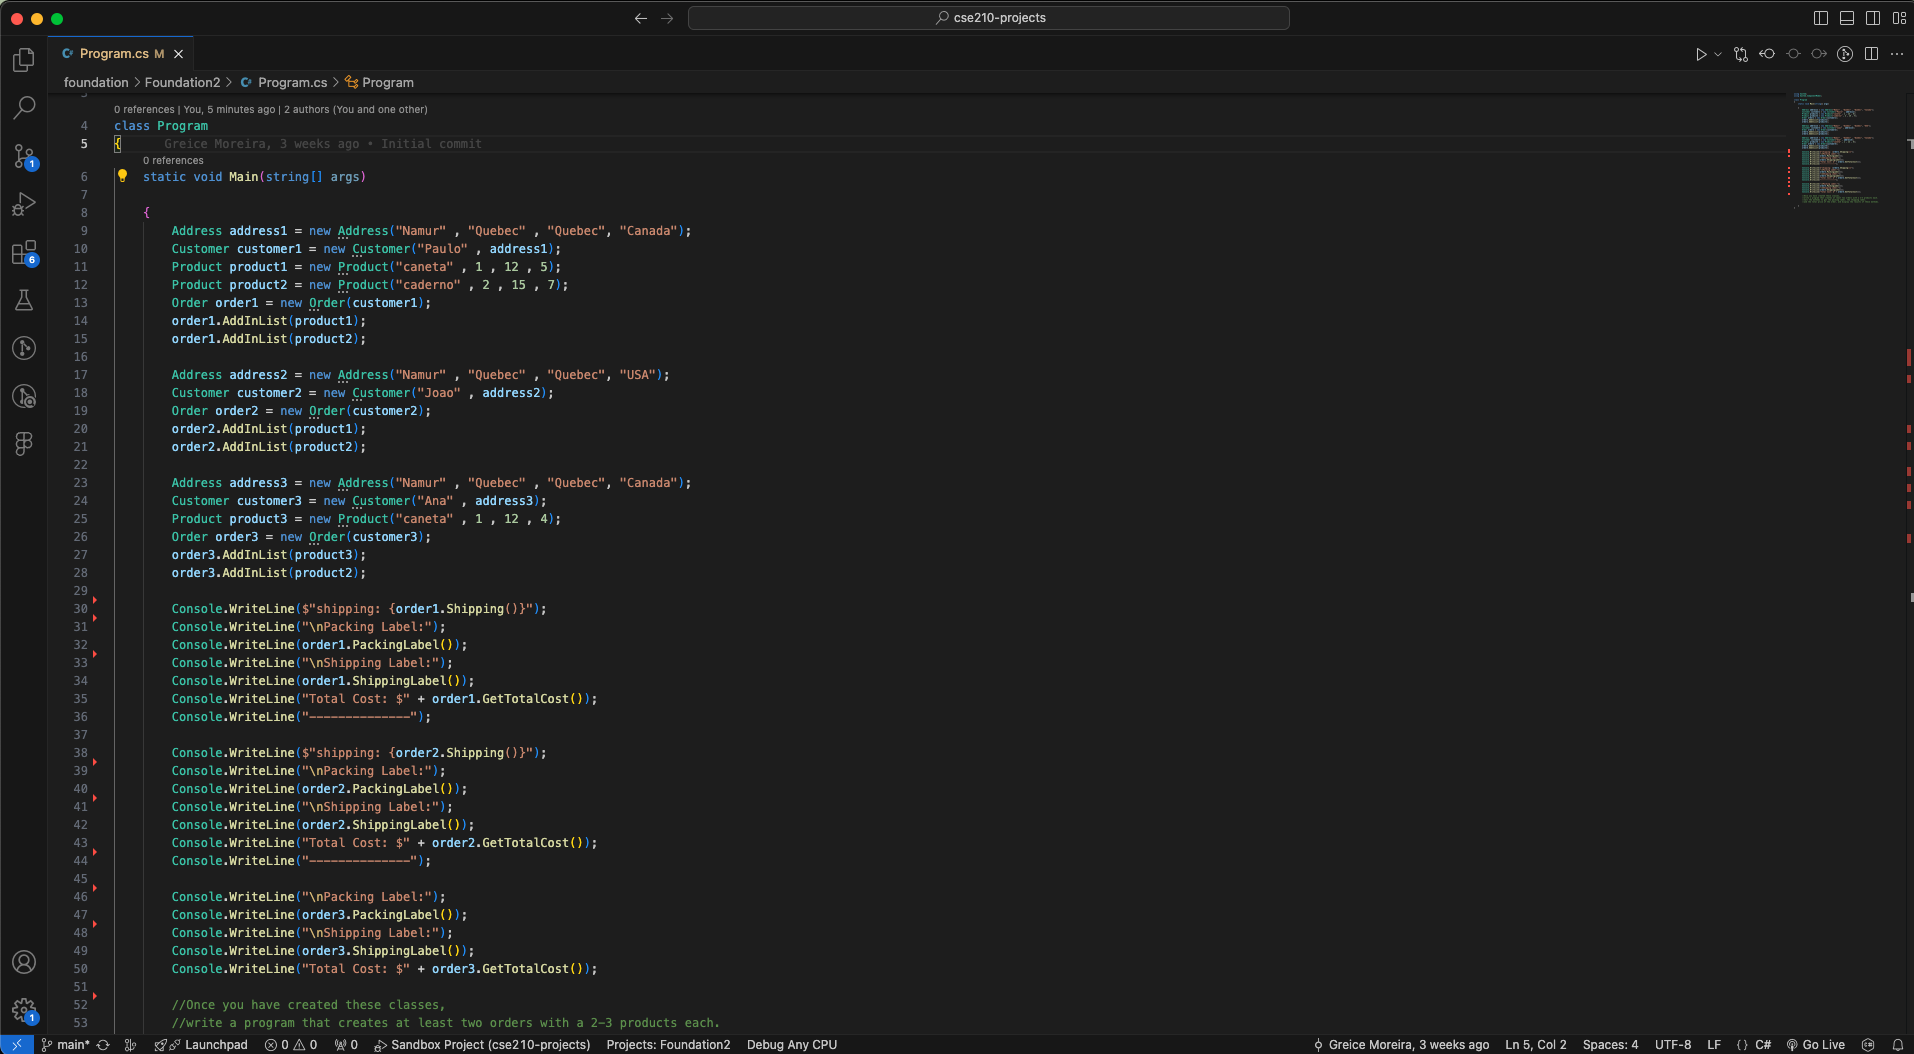 cse210-projects
Program.cs M
foundation > Foundation2 > Program.cs > Program
0 references | You, 5 minutes ago | 2 authors (You and one other)
4 class Program
5 { Greice Moreira, 3 weeks ago • Initial commit
0 references
6 static void Main(string[] args)
7
8 {
9 Address address1 = new Address("Namur" , "Quebec" , "Quebec", "Canada");
10 Customer customer1 = new Customer("Paulo" , address1);
11 Product product1 = new Product("caneta" , 1 , 12 , 5);
12 Product product2 = new Product("caderno" , 2 , 15 , 7);
13 Order order1 = new Order(customer1);
14 order1.AddInList(product1);
15 order1.AddInList(product2);
16
17 Address address2 = new Address("Namur" , "Quebec" , "Quebec", "USA");
18 Customer customer2 = new Customer("Joao" , address2);
19 Order order2 = new Order(customer2);
20 order2.AddInList(product1);
21 order2.AddInList(product2);
22
23 Address address3 = new Address("Namur" , "Quebec" , "Quebec", "Canada");
24 Customer customer3 = new Customer("Ana" , address3);
25 Product product3 = new Product("caneta" , 1 , 12 , 4);
26 Order order3 = new Order(customer3);
27 order3.AddInList(product3);
28 order3.AddInList(product2);
29
30 Console.WriteLine($"shipping: {order1.Shipping()}");
31 Console.WriteLine("\nPacking Label:");
32 Console.WriteLine(order1.PackingLabel());
33 Console.WriteLine("\nShipping Label:");
34 Console.WriteLine(order1.ShippingLabel());
35 Console.WriteLine("Total Cost: $" + order1.GetTotalCost());
36 Console.WriteLine("--------------");
37
38 Console.WriteLine($"shipping: {order2.Shipping()}");
39 Console.WriteLine("\nPacking Label:");
40 Console.WriteLine(order2.PackingLabel());
41 Console.WriteLine("\nShipping Label:");
42 Console.WriteLine(order2.ShippingLabel());
43 Console.WriteLine("Total Cost: $" + order2.GetTotalCost());
44 Console.WriteLine("--------------");
45
46 Console.WriteLine("\nPacking Label:");
47 Console.WriteLine(order3.PackingLabel());
48 Console.WriteLine("\nShipping Label:");
49 Console.WriteLine(order3.ShippingLabel());
50 Console.WriteLine("Total Cost: $" + order3.GetTotalCost());
51
52 //Once you have created these classes,
53 //write a program that creates at least two orders with a 2-3 products each.
1
6
1
main* Launchpad 0 0 0 Sandbox Project (cse210-projects) Projects: Foundation2 Debug Any CPU Greice Moreira, 3 weeks ago Ln 5, Col 2 Spaces: 4 UTF-8 LF {} C# Go Live